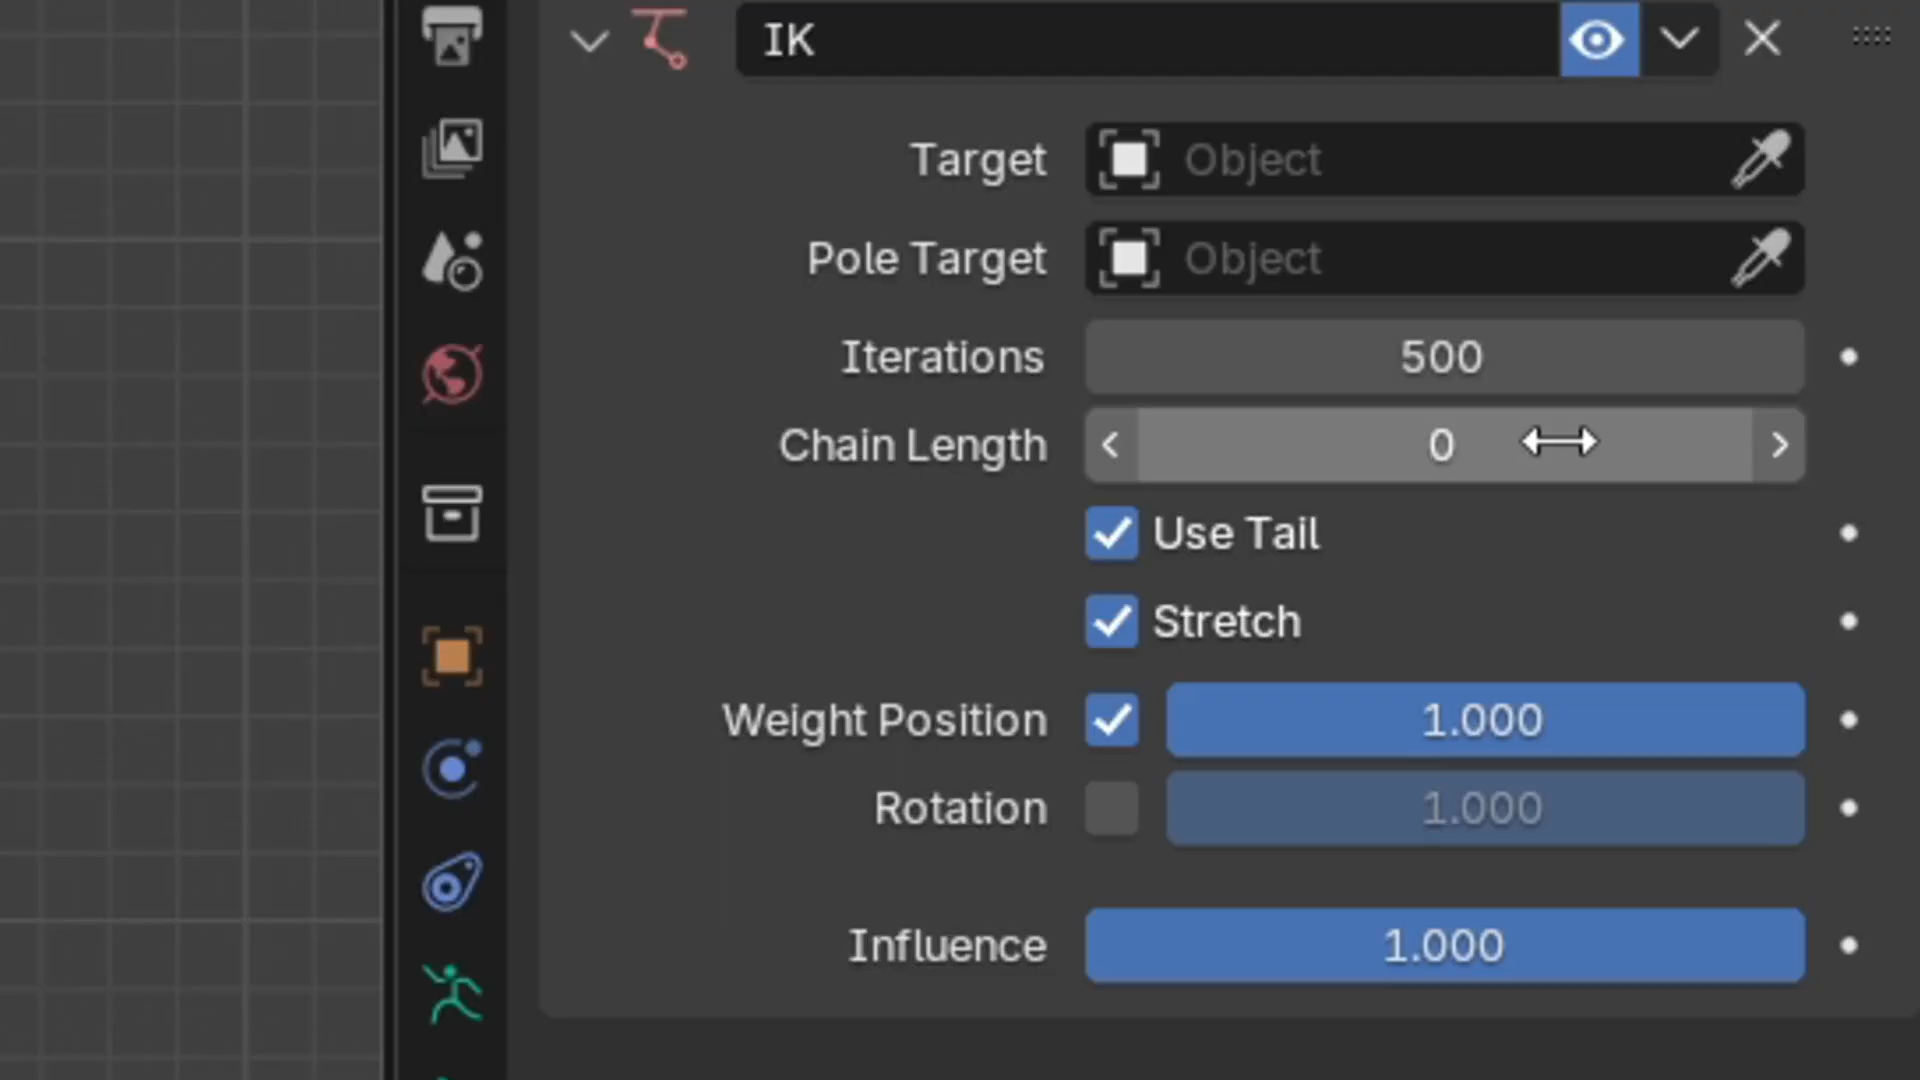 IK
Target Object
Pole Target Object
Iterations 500
Chain Length 0
Use Tail
Stretch
Weight Position 1.000
Rotation 1.000
Influence 1.000